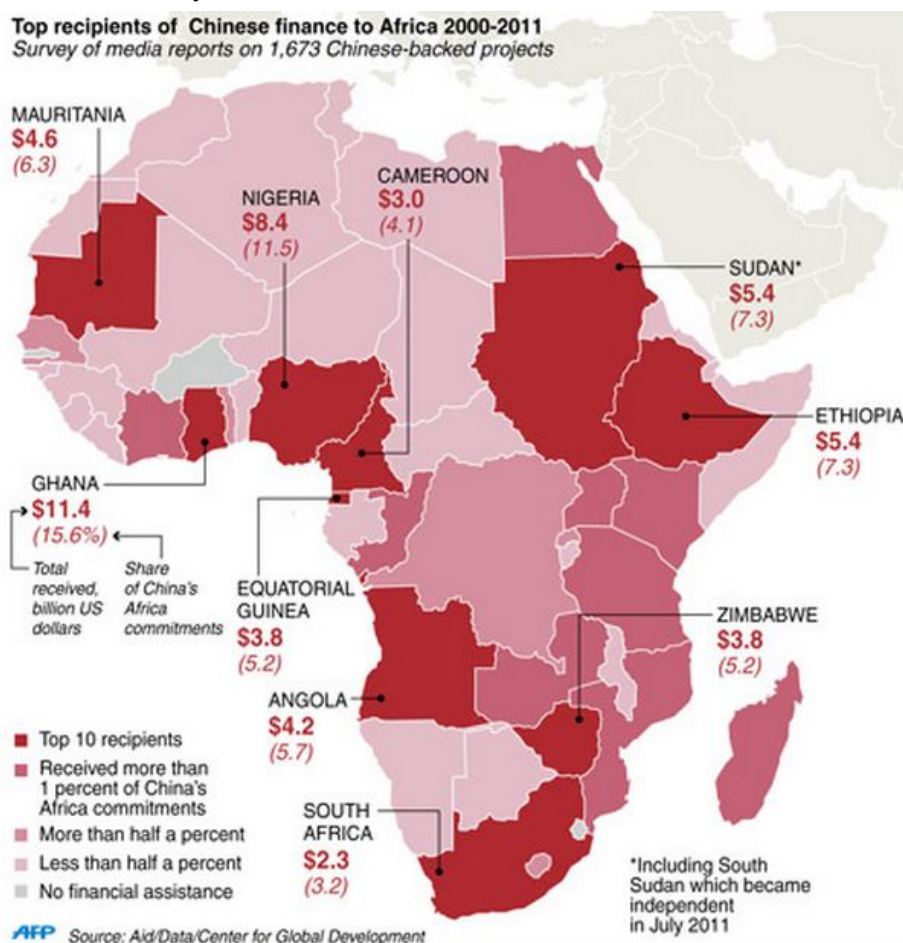 Top recipients of Chinese finance to Africa 2000-2011
Survey of media reports on 1,673 Chinese-backed projects
MAURITANIA
$4.6
(6.3)
NIGERIA
$8.4
(11.5)
CAMEROON
$3.0
(4.1)
SUDAN*
$5.4
(7.3)
ETHIOPIA
$5.4
(7.3)
GHANA
$11.4
(15.6%)
Total
received,
billion US
dollars
Share
of China's
Africa
commitments
EQUATORIAL
GUINEA
$3.8
(5.2)
ZIMBABWE
$3.8
(5.2)
ANGOLA
$4.2
(5.7)
SOUTH
AFRICA
$2.3
(3.2)
Top 10 recipients
Received more than
1 percent of China's
Africa commitments
More than half a percent
Less than half a percent
No financial assistance
*Including South
Sudan which became
independent
in July 2011
AFP Source: Aid/Data/Center for Global Development